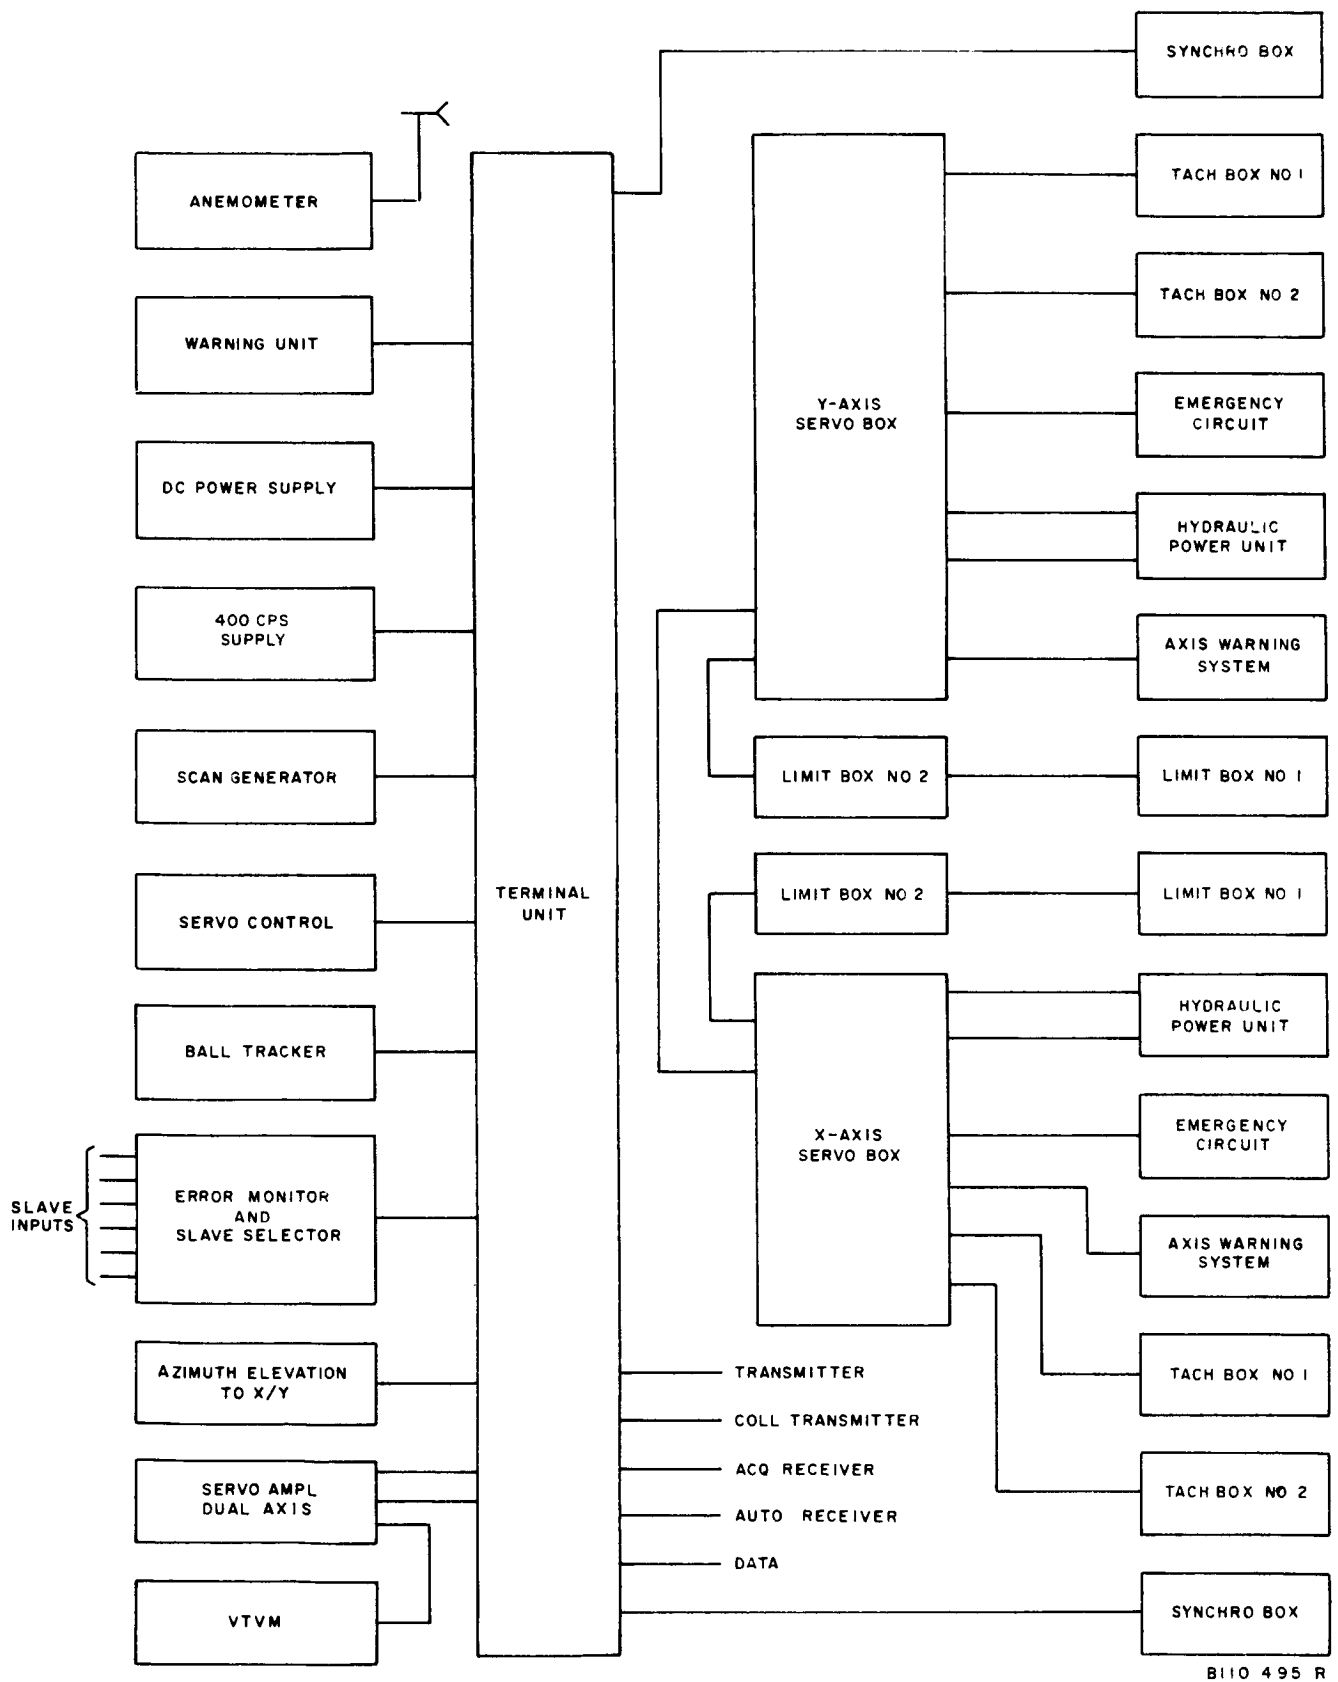 SYNCHRO BOX
ANEMOMETER
TACH BOX NO 1
WARNING UNIT
TACH BOX NO 2
Y-AXIS
SERVO BOX
EMERGENCY
CIRCUIT
DC POWER SUPPLY
HYDRAULIC
POWER UNIT
400 CPS
SUPPLY
AXIS WARNING
SYSTEM
SCAN GENERATOR
LIMIT BOX NO 2
LIMIT BOX NO 1
TERMINAL
UNIT
LIMIT BOX NO 2
LIMIT BOX NO 1
SERVO CONTROL
HYDRAULIC
POWER UNIT
BALL TRACKER
X-AXIS
SERVO BOX
EMERGENCY
CIRCUIT
SLAVE
INPUTS
ERROR MONITOR
AND
SLAVE SELECTOR
AXIS WARNING
SYSTEM
AZIMUTH ELEVATION
TO X/Y
TRANSMITTER
TACH BOX NO 1
COLL TRANSMITTER
ACQ RECEIVER
SERVO AMPL
DUAL AXIS
TACH BOX NO 2
AUTO RECEIVER
DATA
VTVM
SYNCHRO BOX
B110 495 R